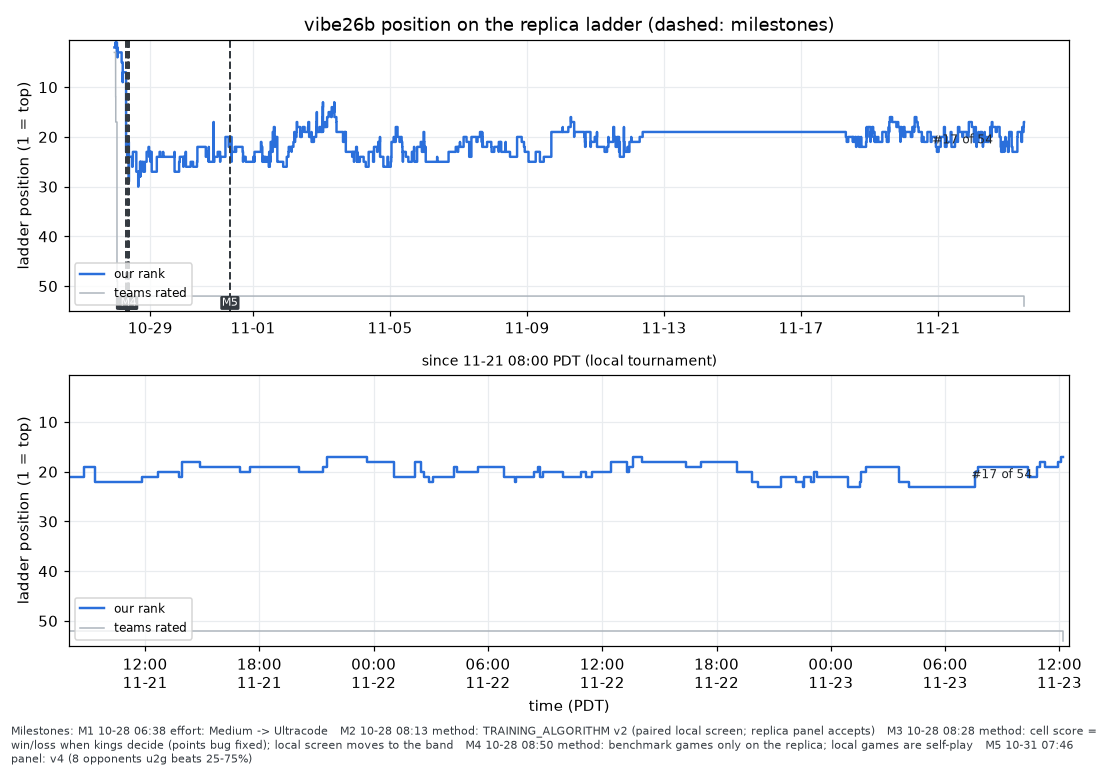 vibe26b position on the replica ladder (dashed: milestones)
ladder position (1 = top)
10
20
30
40
50
#17 of 54
our rank
teams rated
M5
10-29
11-01
11-05
11-09
11-13
11-17
11-21
since 11-21 08:00 PDT (local tournament)
ladder position (1 = top)
10
20
30
40
50
#17 of 54
our rank
teams rated
12:00 11-21
18:00 11-21
00:00 11-22
06:00 11-22
12:00 11-22
18:00 11-22
00:00 11-23
06:00 11-23
12:00 11-23
time (PDT)
Milestones: M1 10-28 06:38 effort: Medium -> Ultracode M2 10-28 08:13 method: TRAINING_ALGORITHM v2 (paired local screen; replica panel accepts) M3 10-28 08:28 method: cell score =
win/loss when kings decide (points bug fixed); local screen moves to the band M4 10-28 08:50 method: benchmark games only on the replica; local games are self-play M5 10-31 07:46
panel: v4 (8 opponents u2g beats 25-75%)